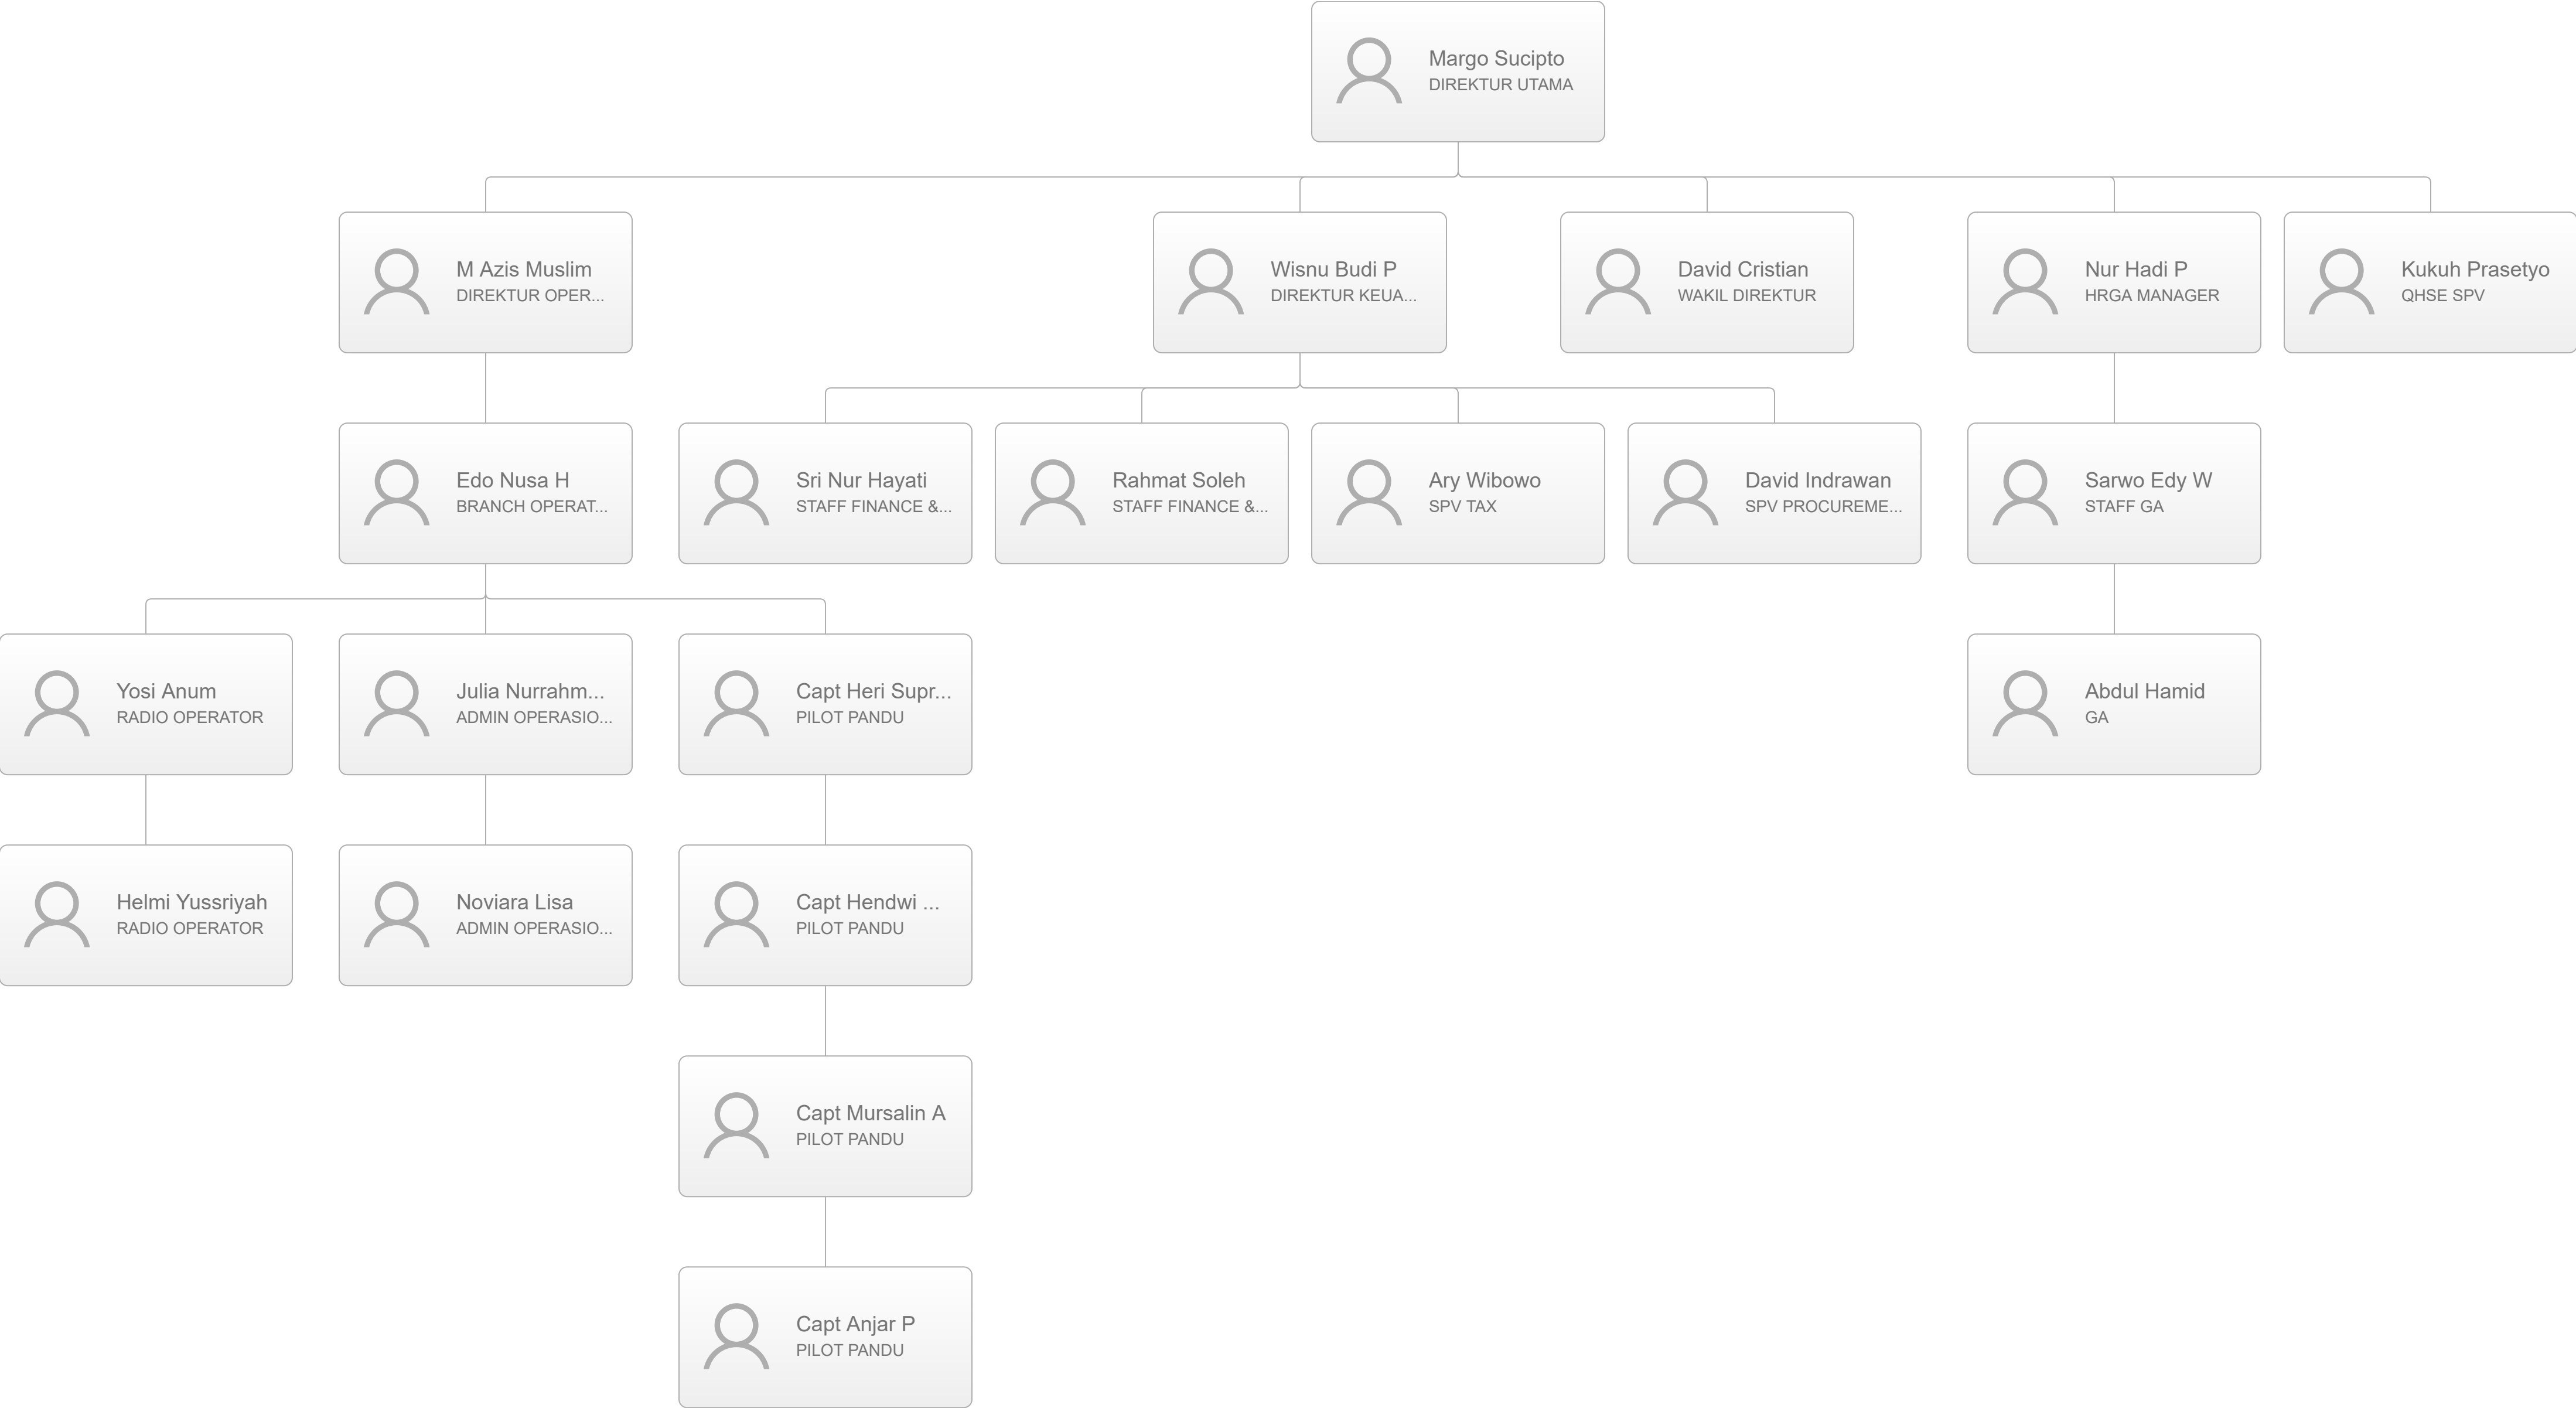 Margo Sucipto
DIREKTUR UTAMA
M Azis Muslim
DIREKTUR OPER...
Wisnu Budi P
DIREKTUR KEUA...
David Cristian
WAKIL DIREKTUR
Nur Hadi P
HRGA MANAGER
Kukuh Prasetyo
QHSE SPV
Edo Nusa H
BRANCH OPERAT...
Sri Nur Hayati
STAFF FINANCE &...
Rahmat Soleh
STAFF FINANCE &...
Ary Wibowo
SPV TAX
David Indrawan
SPV PROCUREME...
Sarwo Edy W
STAFF GA
Yosi Anum
RADIO OPERATOR
Julia Nurrahm...
ADMIN OPERASIO...
Capt Heri Supr...
PILOT PANDU
Abdul Hamid
GA
Helmi Yussriyah
RADIO OPERATOR
Noviara Lisa
ADMIN OPERASIO...
Capt Hendwi ...
PILOT PANDU
Capt Mursalin A
PILOT PANDU
Capt Anjar P
PILOT PANDU